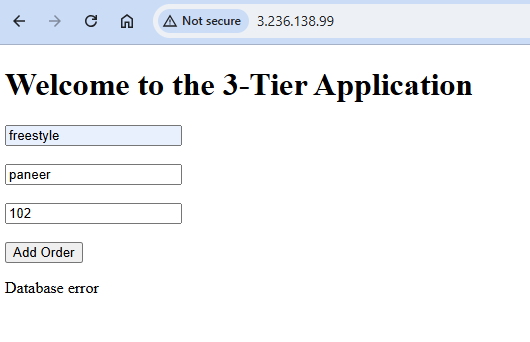 Not secure 3.236.138.99
Welcome to the 3-Tier Application
freestyle
paneer
102
Add Order
Database error